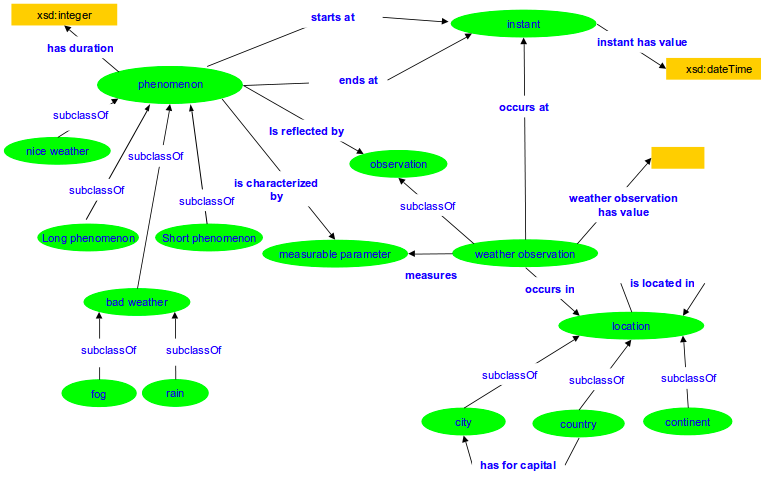 xsd:integer
starts at
instant
has duration
instant has value
phenomenon
ends at
xsd:dateTime
subclassOf
occurs at
Is reflected by
nice weather
subclassOf
observation
is characterized
by
subclassOf
subclassOf
subclassOf
weather observation
has value
Long phenomenon
Short phenomenon
measurable parameter
weather observation
measures
occurs in
is located in
bad weather
location
subclassOf
subclassOf
subclassOf
subclassOf
subclassOf
fog
rain
city
country
continent
has for capital